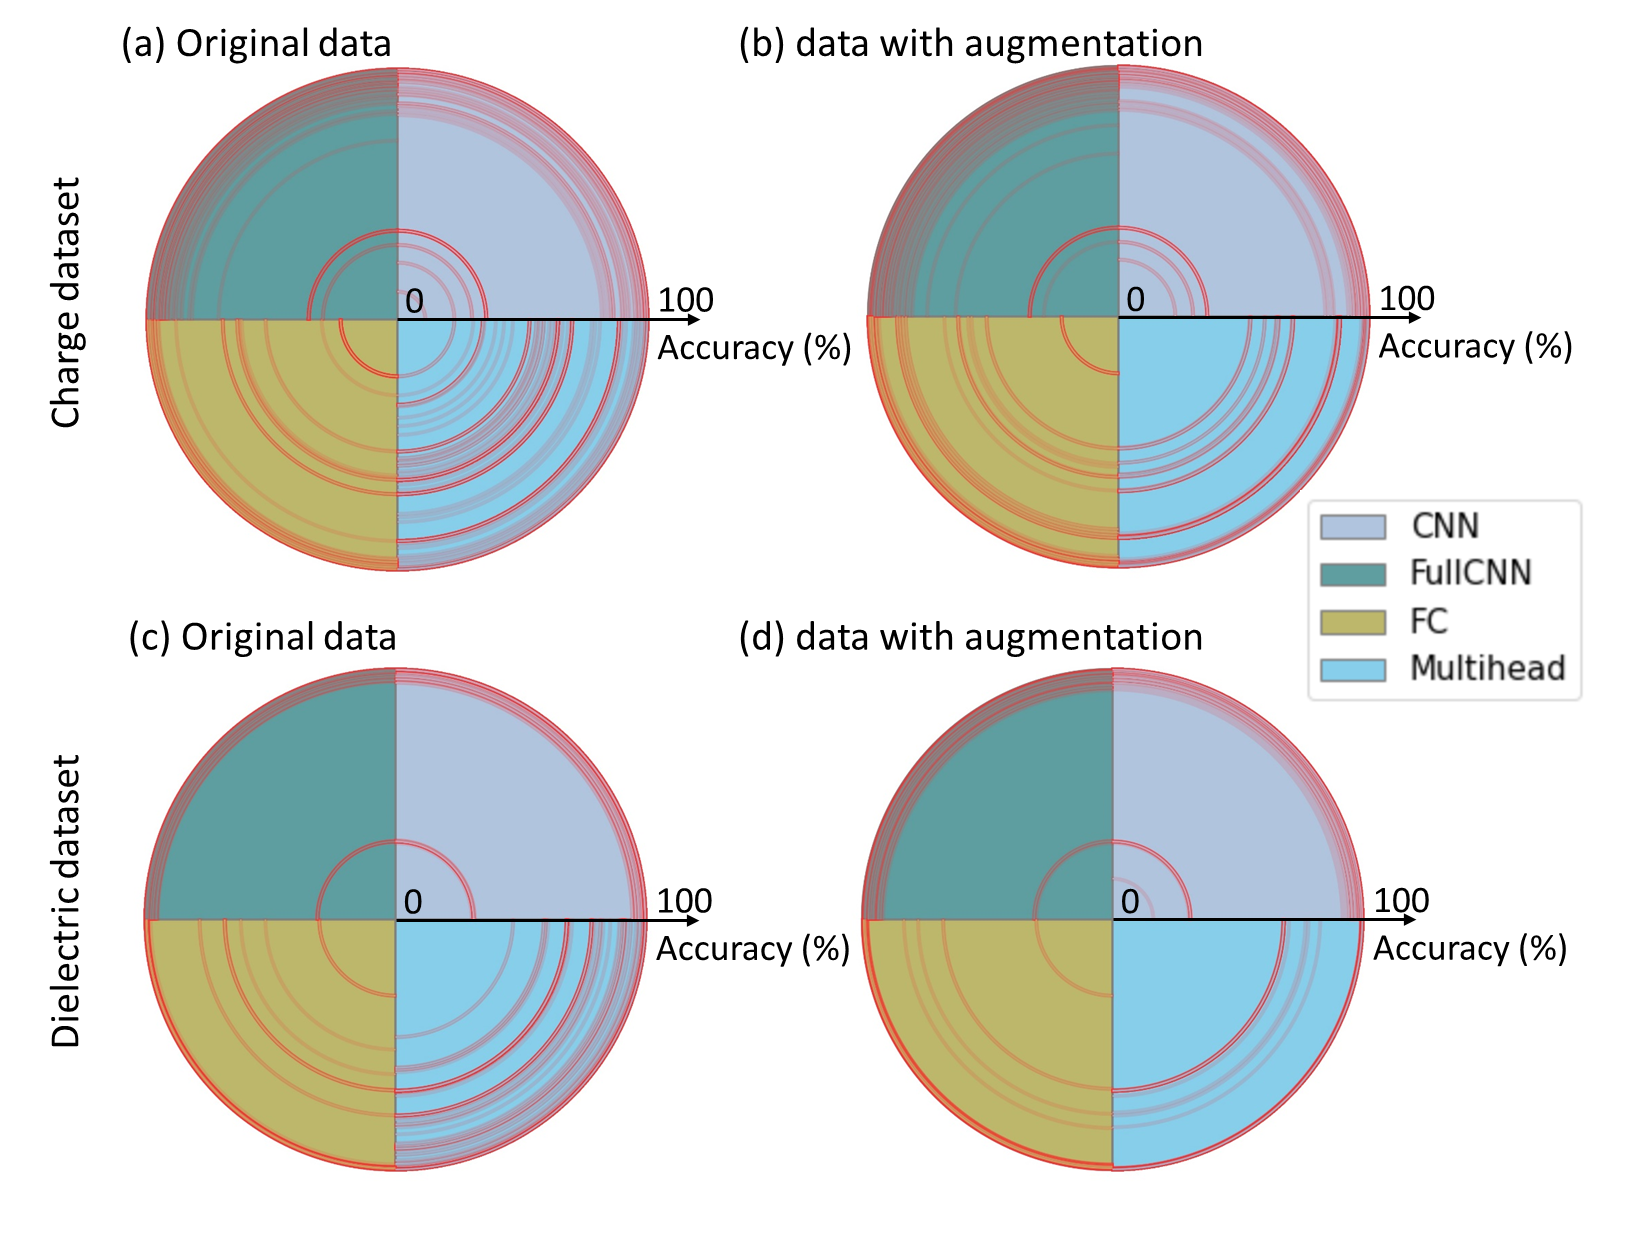 (a) Original data
(b) data with augmentation
Charge dataset
0
100
Accuracy (%)
0
100
Accuracy (%)
CNN
FullCNN
FC
Multihead
(c) Original data
(d) data with augmentation
Dielectric dataset
0
100
Accuracy (%)
0
100
Accuracy (%)